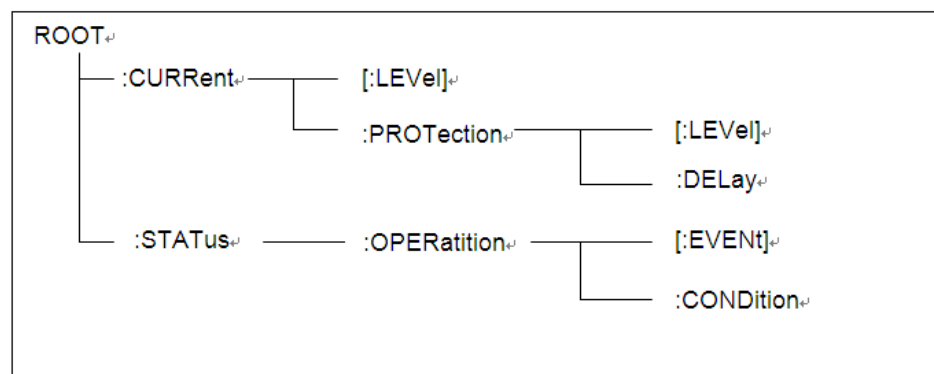 ROOT
:CURRent [:LEVel]
:PROTection [:LEVel]
:DELay
:STATus :OPERatition [:EVENt]
:CONDition